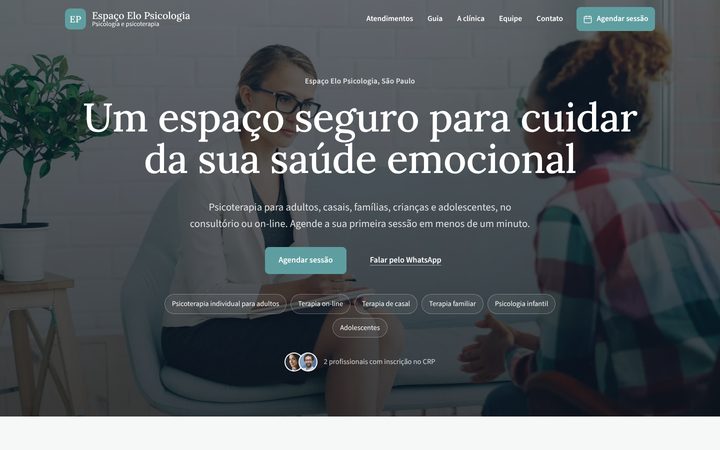 EP
Espaço Elo Psicologia
Psicologia e psicoterapia
Atendimentos
Guia
A clínica
Equipe
Contato
Agendar sessão
Espaço Elo Psicologia, São Paulo
Um espaço seguro para cuidar
da sua saúde emocional
Psicoterapia para adultos, casais, famílias, crianças e adolescentes, no
consultório ou on-line. Agende a sua primeira sessão em menos de um minuto.
Agendar sessão
Falar pelo WhatsApp
Psicoterapia individual para adultos
Terapia on-line
Terapia de casal
Terapia familiar
Psicologia infantil
Adolescentes
2 profissionais com inscrição no CRP